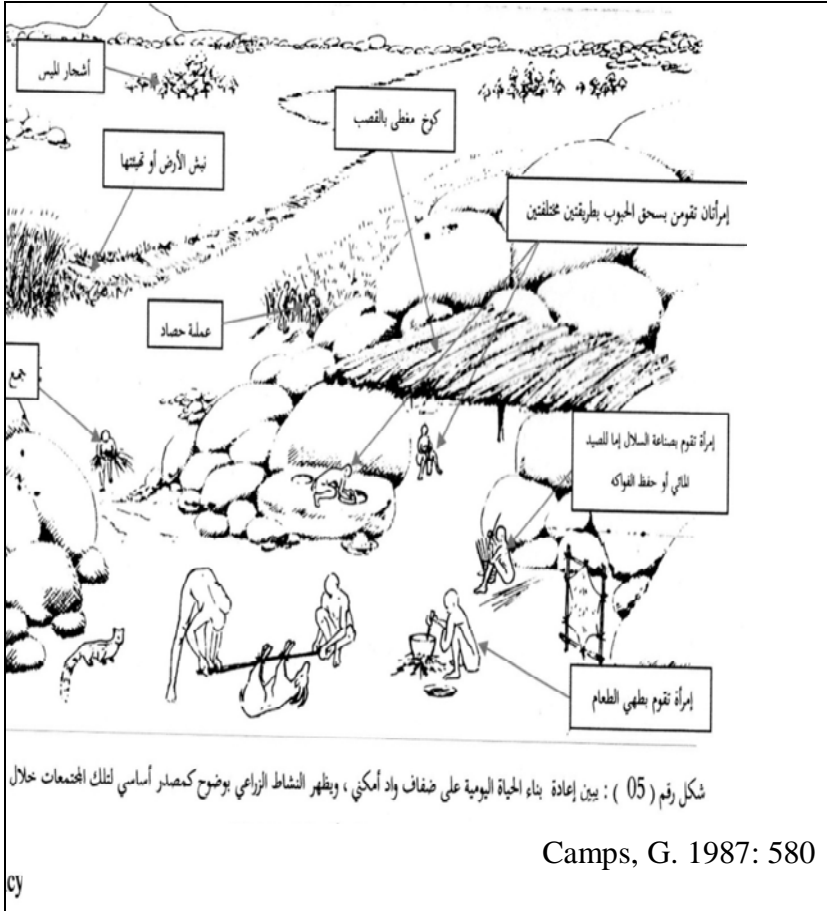 أشجار الميس
كوخ مغطى بالقصب
نبش الأرض أو تهيئتها
إمرأتان تقومن بسحق الحبوب بطريقتين مختلفتين
عملة حصاد
جمع
إمرأة تقوم بصناعة السلال إما للصيد
المائي أو حفظ الفواكه
إمرأة تقوم بطهي الطعام
شكل رقم ( 05 ) : يبين إعادة بناء الحياة اليومية على ضفاف واد أمكني ، ويظهر النشاط الزراعي بوضوح كمصدر أساسي لتلك المجتمعات خلال
Camps, G. 1987: 580
cy